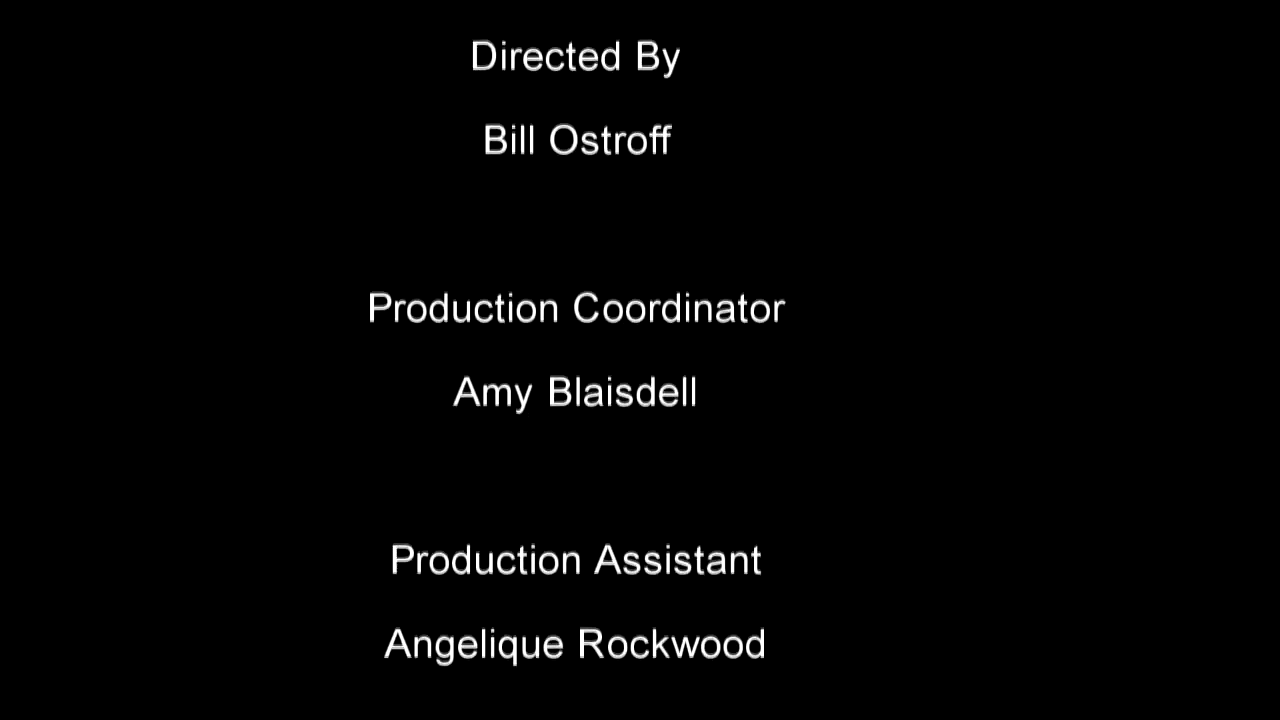 Directed By
Bill Ostroff
Production Coordinator
Amy Blaisdell
Production Assistant
Angelique Rockwood